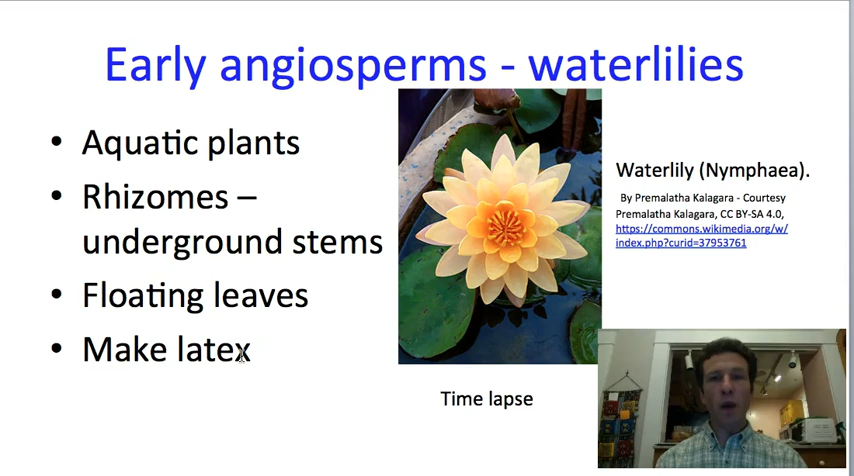 Early angiosperms - waterlilies
• Aquatic plants
• Rhizomes –
underground stems
• Floating leaves
• Make latex
Waterlily (Nymphaea).
By Premalatha Kalagara - Courtesy
Premalatha Kalagara, CC BY-SA 4.0,
https://commons.wikimedia.org/w/
index.php?curid=37953761
Time lapse